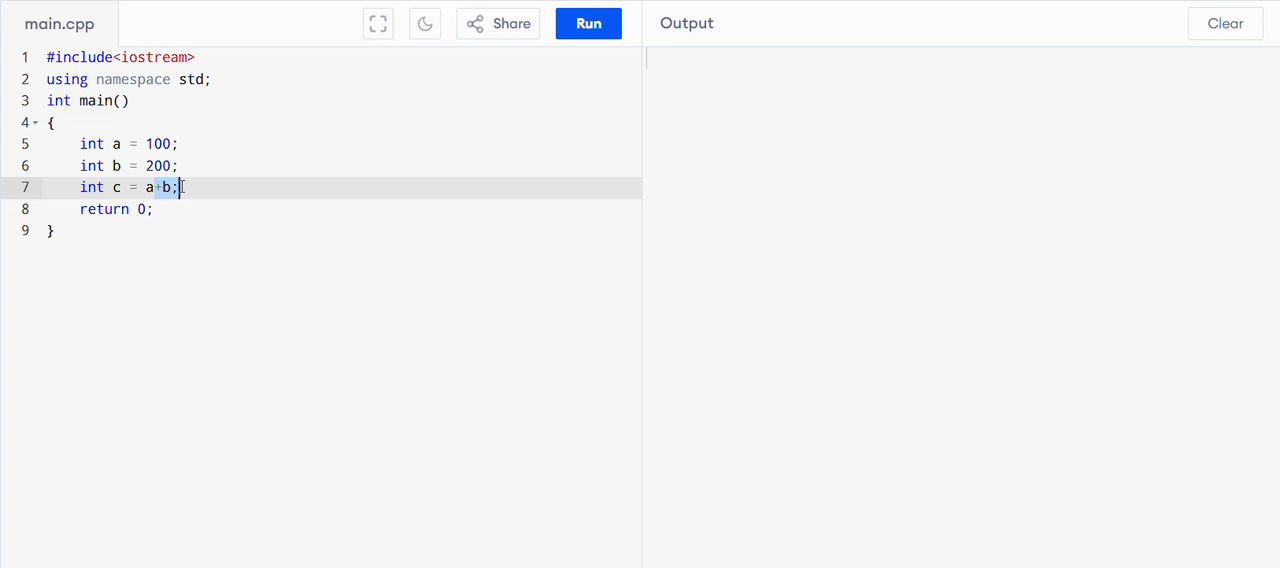 main.cpp
Share
Run
Output
Clear
1 #include<iostream>
2 using namespace std;
3 int main()
4 {
5     int a = 100;
6     int b = 200;
7     int c = a+b;
8     return 0;
9 }